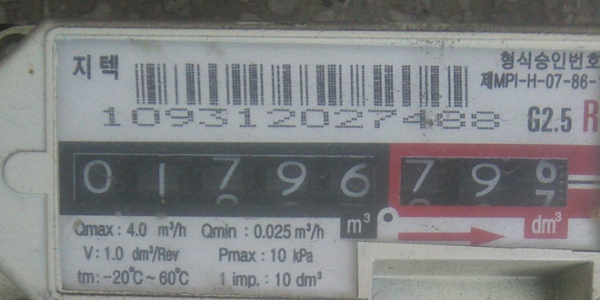 지텍
형식승인번호
제MPI-H-07-86-
109312027488
G2.5 R
01796 796
m³
dm³
Qmax : 4.0 m³/h Qmin : 0.025 m³/h
V : 1.0 dm³/Rev Pmax : 10 kPa
tm : -20℃~60℃ 1 imp. : 10 dm³